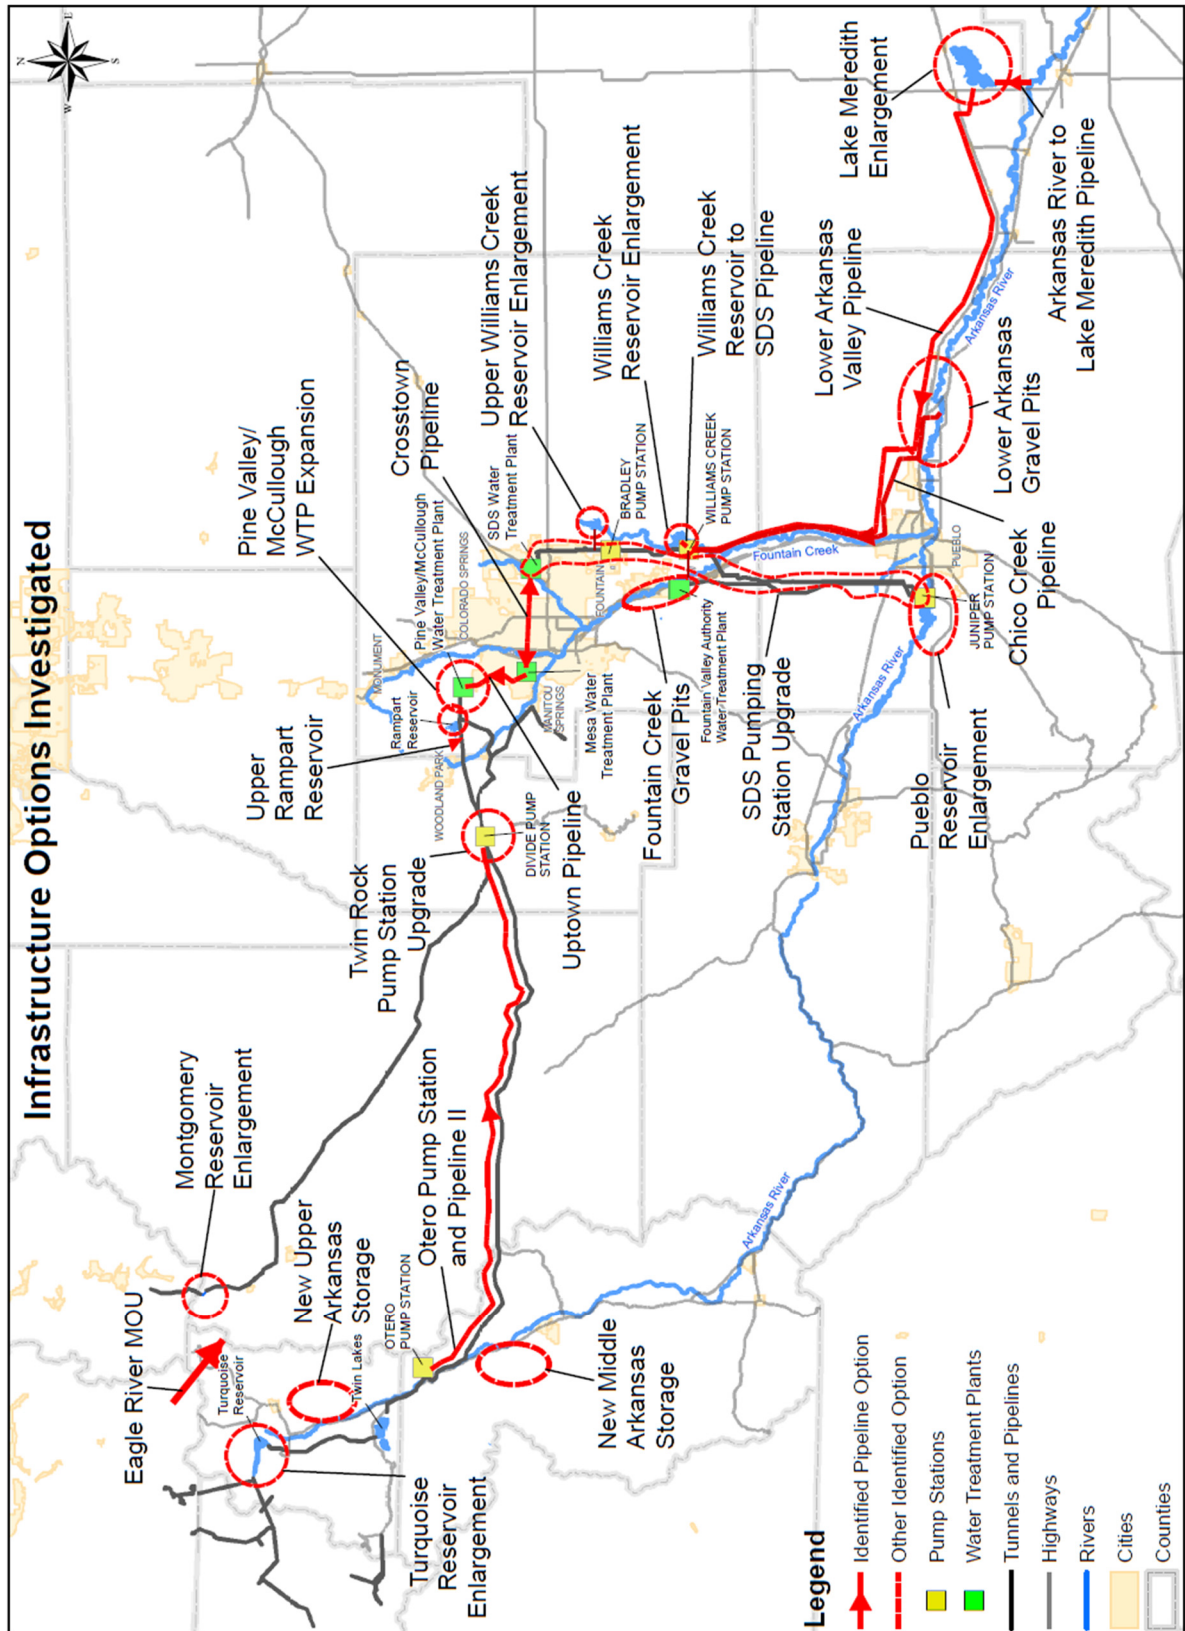 Infrastructure Options Investigated
N
E
S
W
Eagle River MOU
Montgomery
Reservoir
Enlargement
Turquoise
Reservoir
New Upper
Arkansas
Storage
Twin Lakes
Turquoise
Reservoir
Enlargement
OTERO
PUMP STATION
Otero Pump Station
and Pipeline II
New Middle
Arkansas
Storage
Arkansas River
Twin Rock
Pump Station
Upgrade
DIVIDE PUMP
STATION
Uptown Pipeline
Upper
Rampart
Reservoir
WOODLAND PARK
Rampart
Reservoir
MONUMENT
Pine Valley/
McCullough
WTP Expansion
Pine Valley/McCullough
Water Treatment Plant
COLORADO SPRINGS
MANITOU
SPRINGS
Mesa Water
Treatment Plant
Crosstown
Pipeline
SDS Water
Treatment Plant
Upper Williams Creek
Reservoir Enlargement
FOUNTAIN
BRADLEY
PUMP STATION
Williams Creek
Reservoir Enlargement
WILLIAMS CREEK
PUMP STATION
Williams Creek
Reservoir to
SDS Pipeline
Fountain Creek
Gravel Pits
Fountain Valley Authority
Water Treatment Plant
Fountain Creek
SDS Pumping
Station Upgrade
Arkansas River
Pueblo
Reservoir
Enlargement
JUNIPER
PUMP STATION
PUEBLO
Chico Creek
Pipeline
Lower Arkansas
Valley Pipeline
Lower Arkansas
Gravel Pits
Arkansas River
Lake Meredith
Enlargement
Arkansas River to
Lake Meredith Pipeline
Legend
Identified Pipeline Option
Other Identified Option
Pump Stations
Water Treatment Plants
Tunnels and Pipelines
Highways
Rivers
Cities
Counties